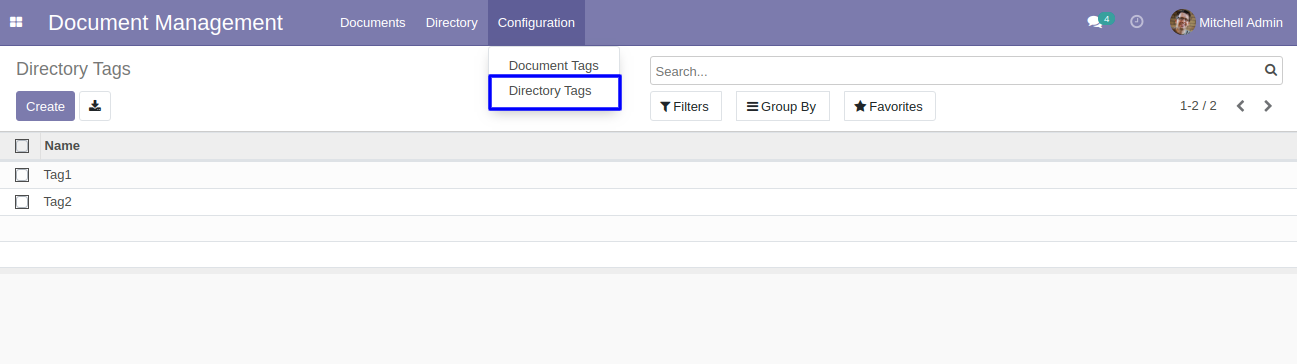 Document Management Documents Directory Configuration 4 Mitchell Admin
Document Tags
Directory Tags
Directory Tags
Search...
Create
Filters Group By Favorites 1-2 / 2
Name
Tag1
Tag2